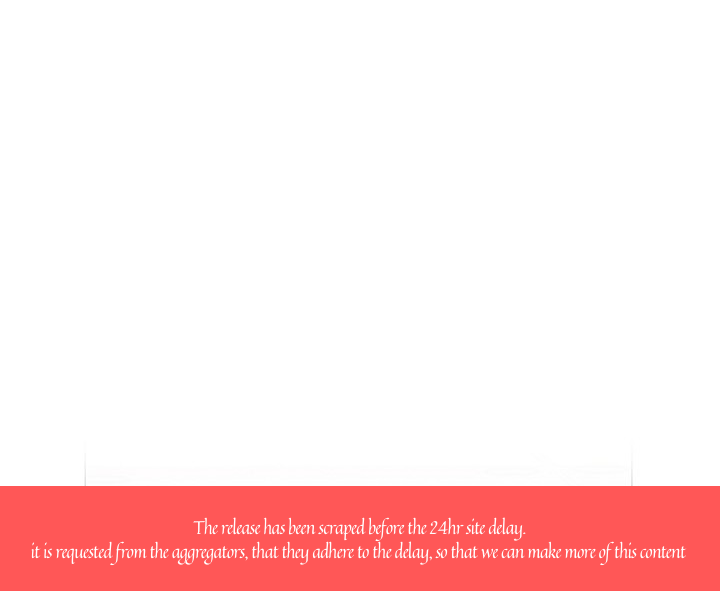 The release has been scraped before the 24hr site delay.
it is requested from the aggregators, that they adhere to the delay, so that we can make more of this content